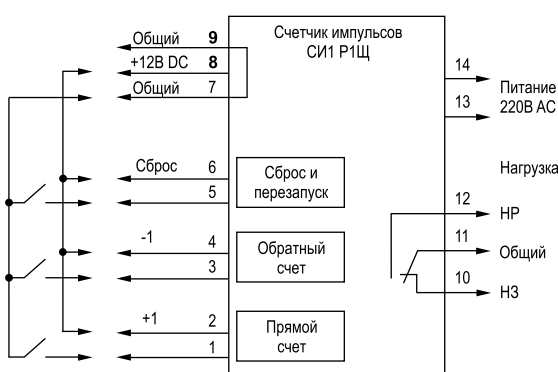 Счетчик импульсов
СИ1 Р1Щ
Общий 9
+12В DC 8
Общий 7
14
13
Питание
220В AC
Сброс 6
5
Сброс и
перезапуск
Нагрузка
12
НР
-1 4
3
Обратный
счет
11
Общий
10
НЗ
+1 2
1
Прямой
счет